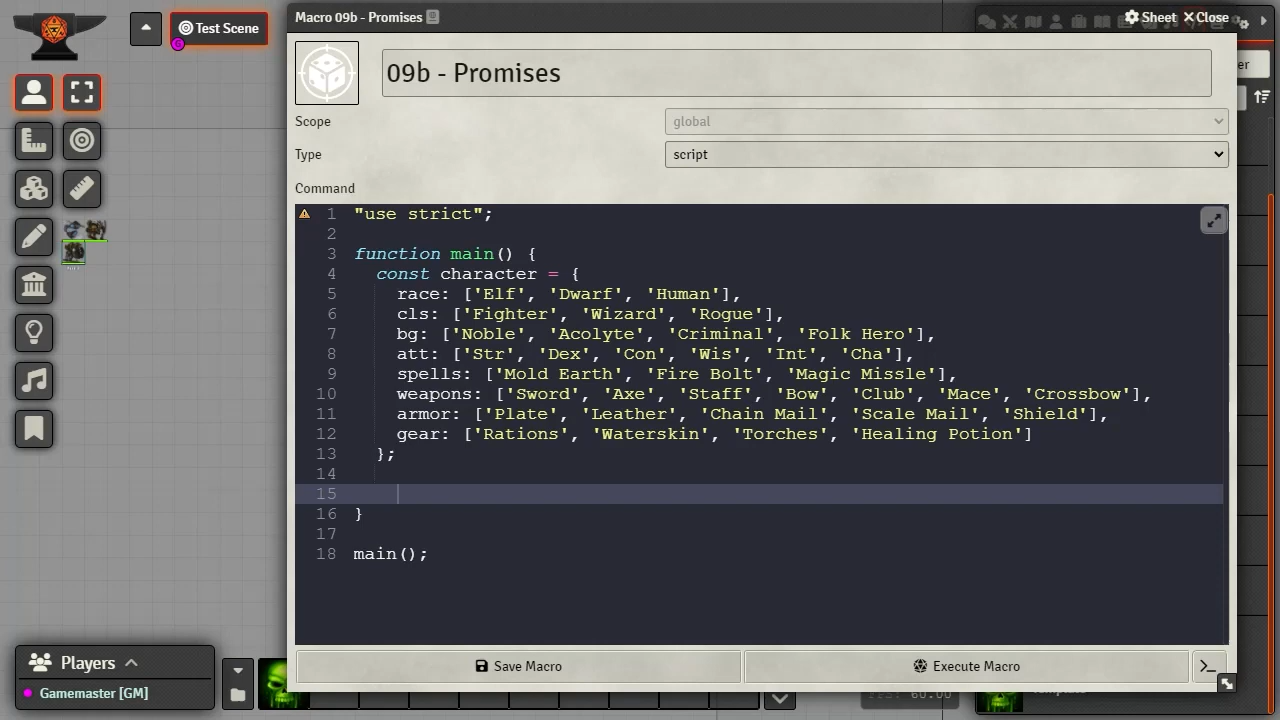 Macro 09b - Promises
Sheet
Close
Test Scene
09b - Promises
er
Scope
global
Type
script
Command
1 "use strict";
2
3 function main() {
4 const character = {
5 race: ['Elf', 'Dwarf', 'Human'],
6 cls: ['Fighter', 'Wizard', 'Rogue'],
7 bg: ['Noble', 'Acolyte', 'Criminal', 'Folk Hero'],
8 att: ['Str', 'Dex', 'Con', 'Wis', 'Int', 'Cha'],
9 spells: ['Mold Earth', 'Fire Bolt', 'Magic Missle'],
10 weapons: ['Sword', 'Axe', 'Staff', 'Bow', 'Club', 'Mace', 'Crossbow'],
11 armor: ['Plate', 'Leather', 'Chain Mail', 'Scale Mail', 'Shield'],
12 gear: ['Rations', 'Waterskin', 'Torches', 'Healing Potion']
13 };
14
15
16 }
17
18 main();
Save Macro
Execute Macro
Players
Gamemaster [GM]